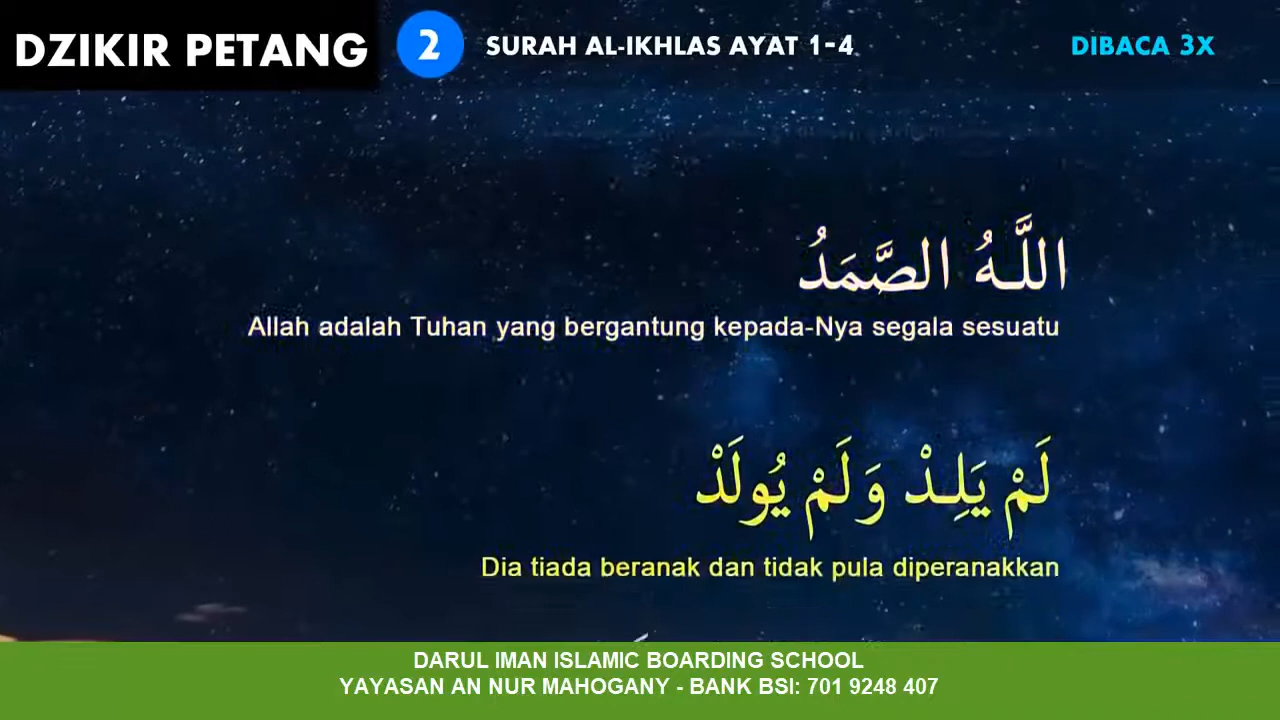 DZIKIR PETANG
2
SURAH AL-IKHLAS AYAT 1-4
DIBACA 3X
اللَّـهُ الصَّمَدُ
Allah adalah Tuhan yang bergantung kepada-Nya segala sesuatu
لَمْ يَلِـدْ وَلَمْ يُولَدْ
Dia tiada beranak dan tidak pula diperanakkan
DARUL IMAN ISLAMIC BOARDING SCHOOL
YAYASAN AN NUR MAHOGANY - BANK BSI: 701 9248 407